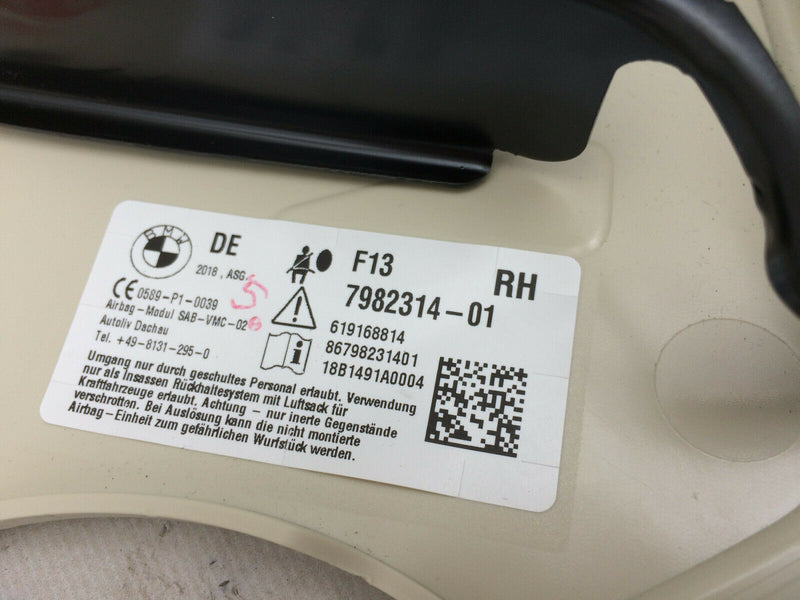 BMW
DE
2018, ASG
5
CE 0589-P1-0039
Airbag-Modul SAB-VMC-02
Autoliv Dachau
Tel. +49-8131-295-0
F13
RH
7982314-01
619168814
86798231401
18B1491A0004
Umgang nur durch geschultes Personal erlaubt. Verwendung
nur als Insassen Rückhaltesystem mit Luftsack für
Kraftfahrzeuge erlaubt. Achtung - nur inerte Gegenstände
verschrotten. Bei Auslösung kann die nicht montierte
Airbag-Einheit zum gefährlichen Wurfstück werden.